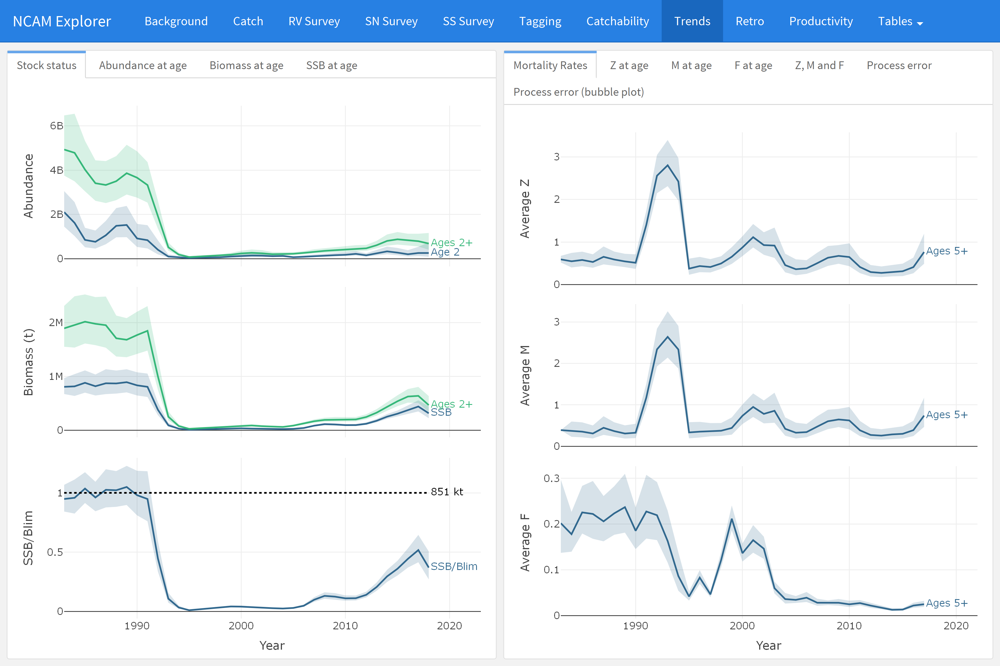 NCAM Explorer Background Catch RV Survey SN Survey SS Survey Tagging Catchability Trends Retro Productivity Tables
Stock status Abundance at age Biomass at age SSB at age
Abundance
6B
4B
2B
0
Ages 2+
Age 2
Biomass (t)
2M
1M
0
Ages 2+
SSB
SSB/Blim
1
0.5
0
851 kt
SSB/Blim
1990 2000 2010 2020
Year
Mortality Rates Z at age M at age F at age Z, M and F Process error
Process error (bubble plot)
Average Z
3
2
1
0
Ages 5+
Average M
3
2
1
0
Ages 5+
Average F
0.3
0.2
0.1
0
Ages 5+
1990 2000 2010 2020
Year